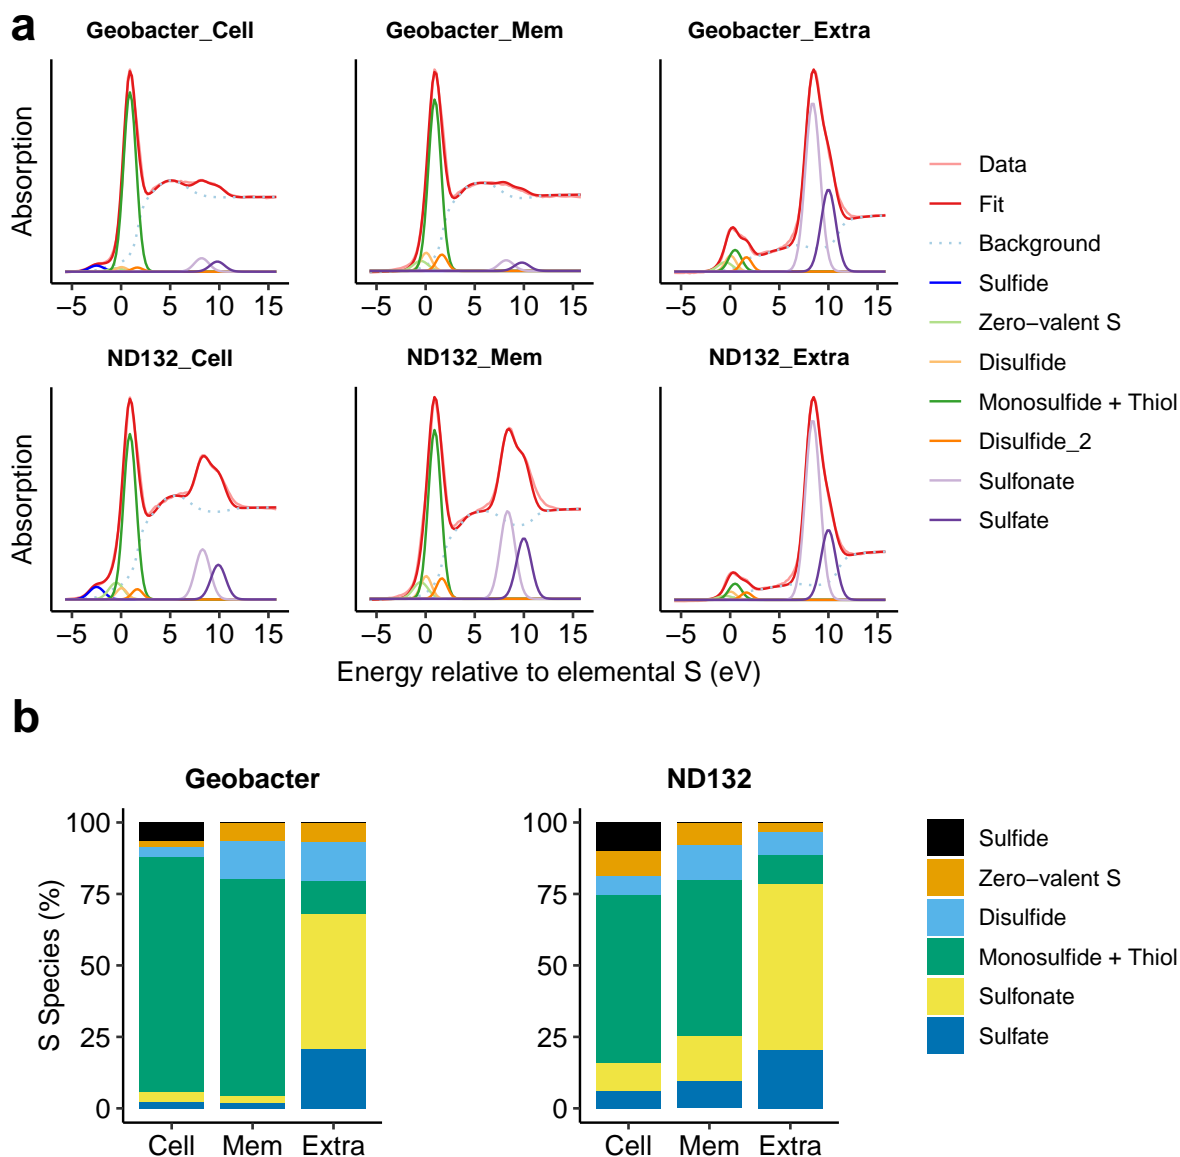 a
Geobacter_Cell Geobacter_Mem Geobacter_Extra
Absorption
−5 0 5 10 15 −5 0 5 10 15 −5 0 5 10 15
ND132_Cell ND132_Mem ND132_Extra
Absorption
−5 0 5 10 15 −5 0 5 10 15 −5 0 5 10 15
Energy relative to elemental S (eV)
Data
Fit
Background
Sulfide
Zero−valent S
Disulfide
Monosulfide + Thiol
Disulfide_2
Sulfonate
Sulfate
b
Geobacter ND132
S Species (%)
100 100
75 75
50 50
25 25
0 0
Cell Mem Extra Cell Mem Extra
Sulfide
Zero−valent S
Disulfide
Monosulfide + Thiol
Sulfonate
Sulfate